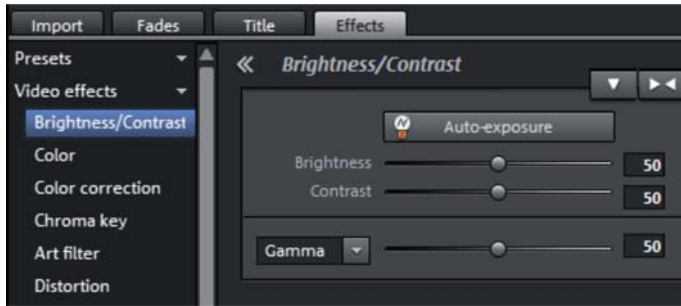 Import Fades Title Effects
Presets
Video effects
Brightness/Contrast
Color
Color correction
Chroma key
Art filter
Distortion
Brightness/Contrast
Auto-exposure
Brightness 50
Contrast 50
Gamma 50